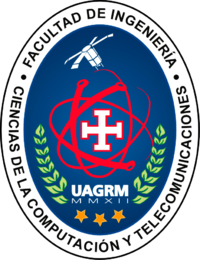 FACULTAD DE INGENIERÍA
CIENCIAS DE LA COMPUTACIÓN Y TELECOMUNICACIONES
UAGRM
MMXII